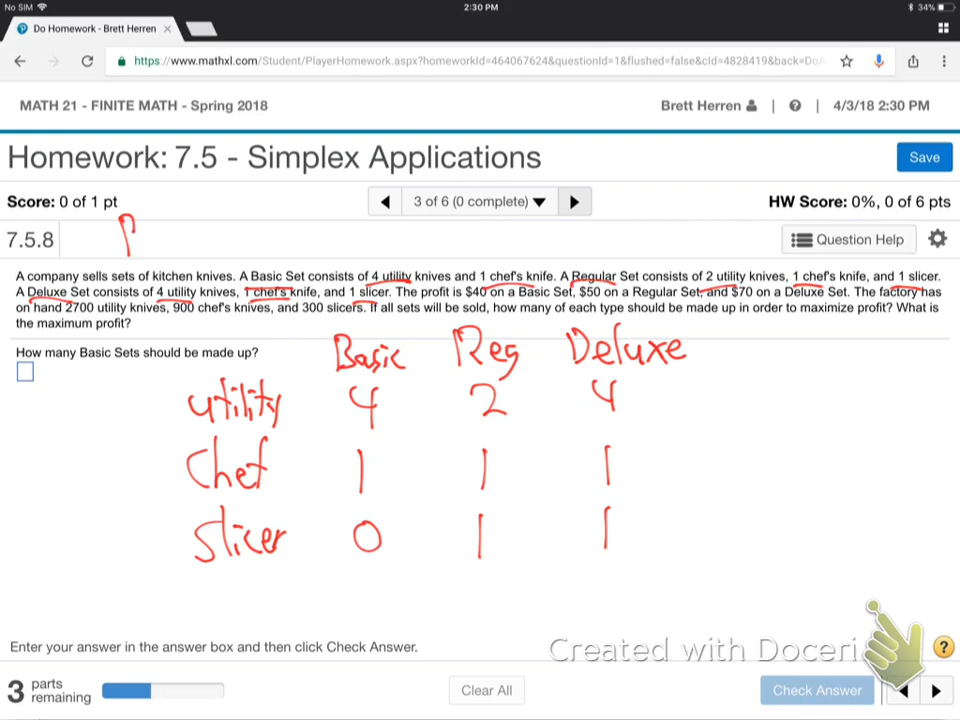 No SIM 2:30 PM 34%
Do Homework - Brett Herren ×
https://www.mathxl.com/Student/PlayerHomework.aspx?homeworkId=464067624&questionId=1&flushed=false&cId=4828419&back=DoA
MATH 21 - FINITE MATH - Spring 2018 Brett Herren | ? | 4/3/18 2:30 PM
Homework: 7.5 - Simplex Applications Save
Score: 0 of 1 pt 3 of 6 (0 complete) HW Score: 0%, 0 of 6 pts
7.5.8 Question Help
A company sells sets of kitchen knives. A Basic Set consists of 4 utility knives and 1 chef's knife. A Regular Set consists of 2 utility knives, 1 chef's knife, and 1 slicer.
A Deluxe Set consists of 4 utility knives, 1 chef's knife, and 1 slicer. The profit is $40 on a Basic Set, $50 on a Regular Set, and $70 on a Deluxe Set. The factory has
on hand 2700 utility knives, 900 chef's knives, and 300 slicers. If all sets will be sold, how many of each type should be made up in order to maximize profit? What is
the maximum profit?
How many Basic Sets should be made up?
Basic Reg Deluxe
utility 4 2 4
Chef 1 1 1
slicer 0 1 1
Enter your answer in the answer box and then click Check Answer.
Created with Doceri
?
3 parts remaining Clear All Check Answer